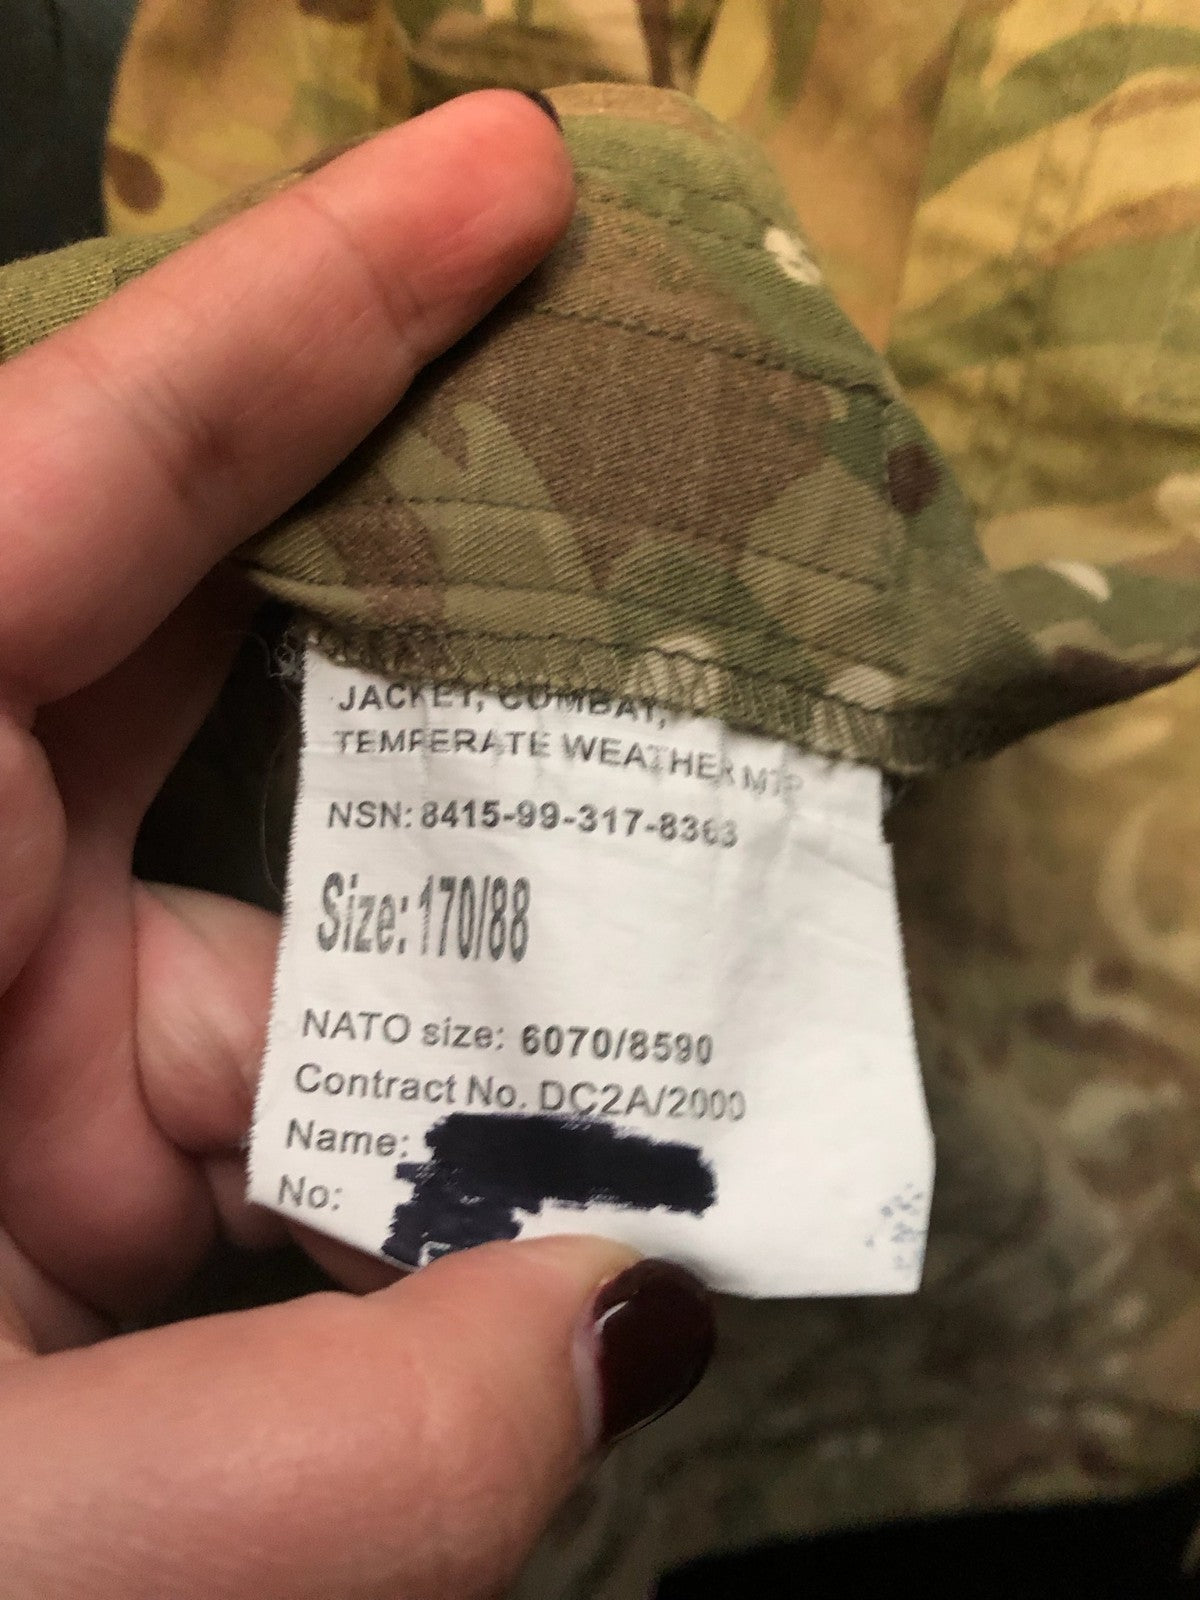 JACKET, COMBAT,
TEMPERATE WEATHER MTP
NSN: 8415-99-317-8363
Size: 170/88
NATO size: 6070/8590
Contract No. DC2A/2000
Name:
No: